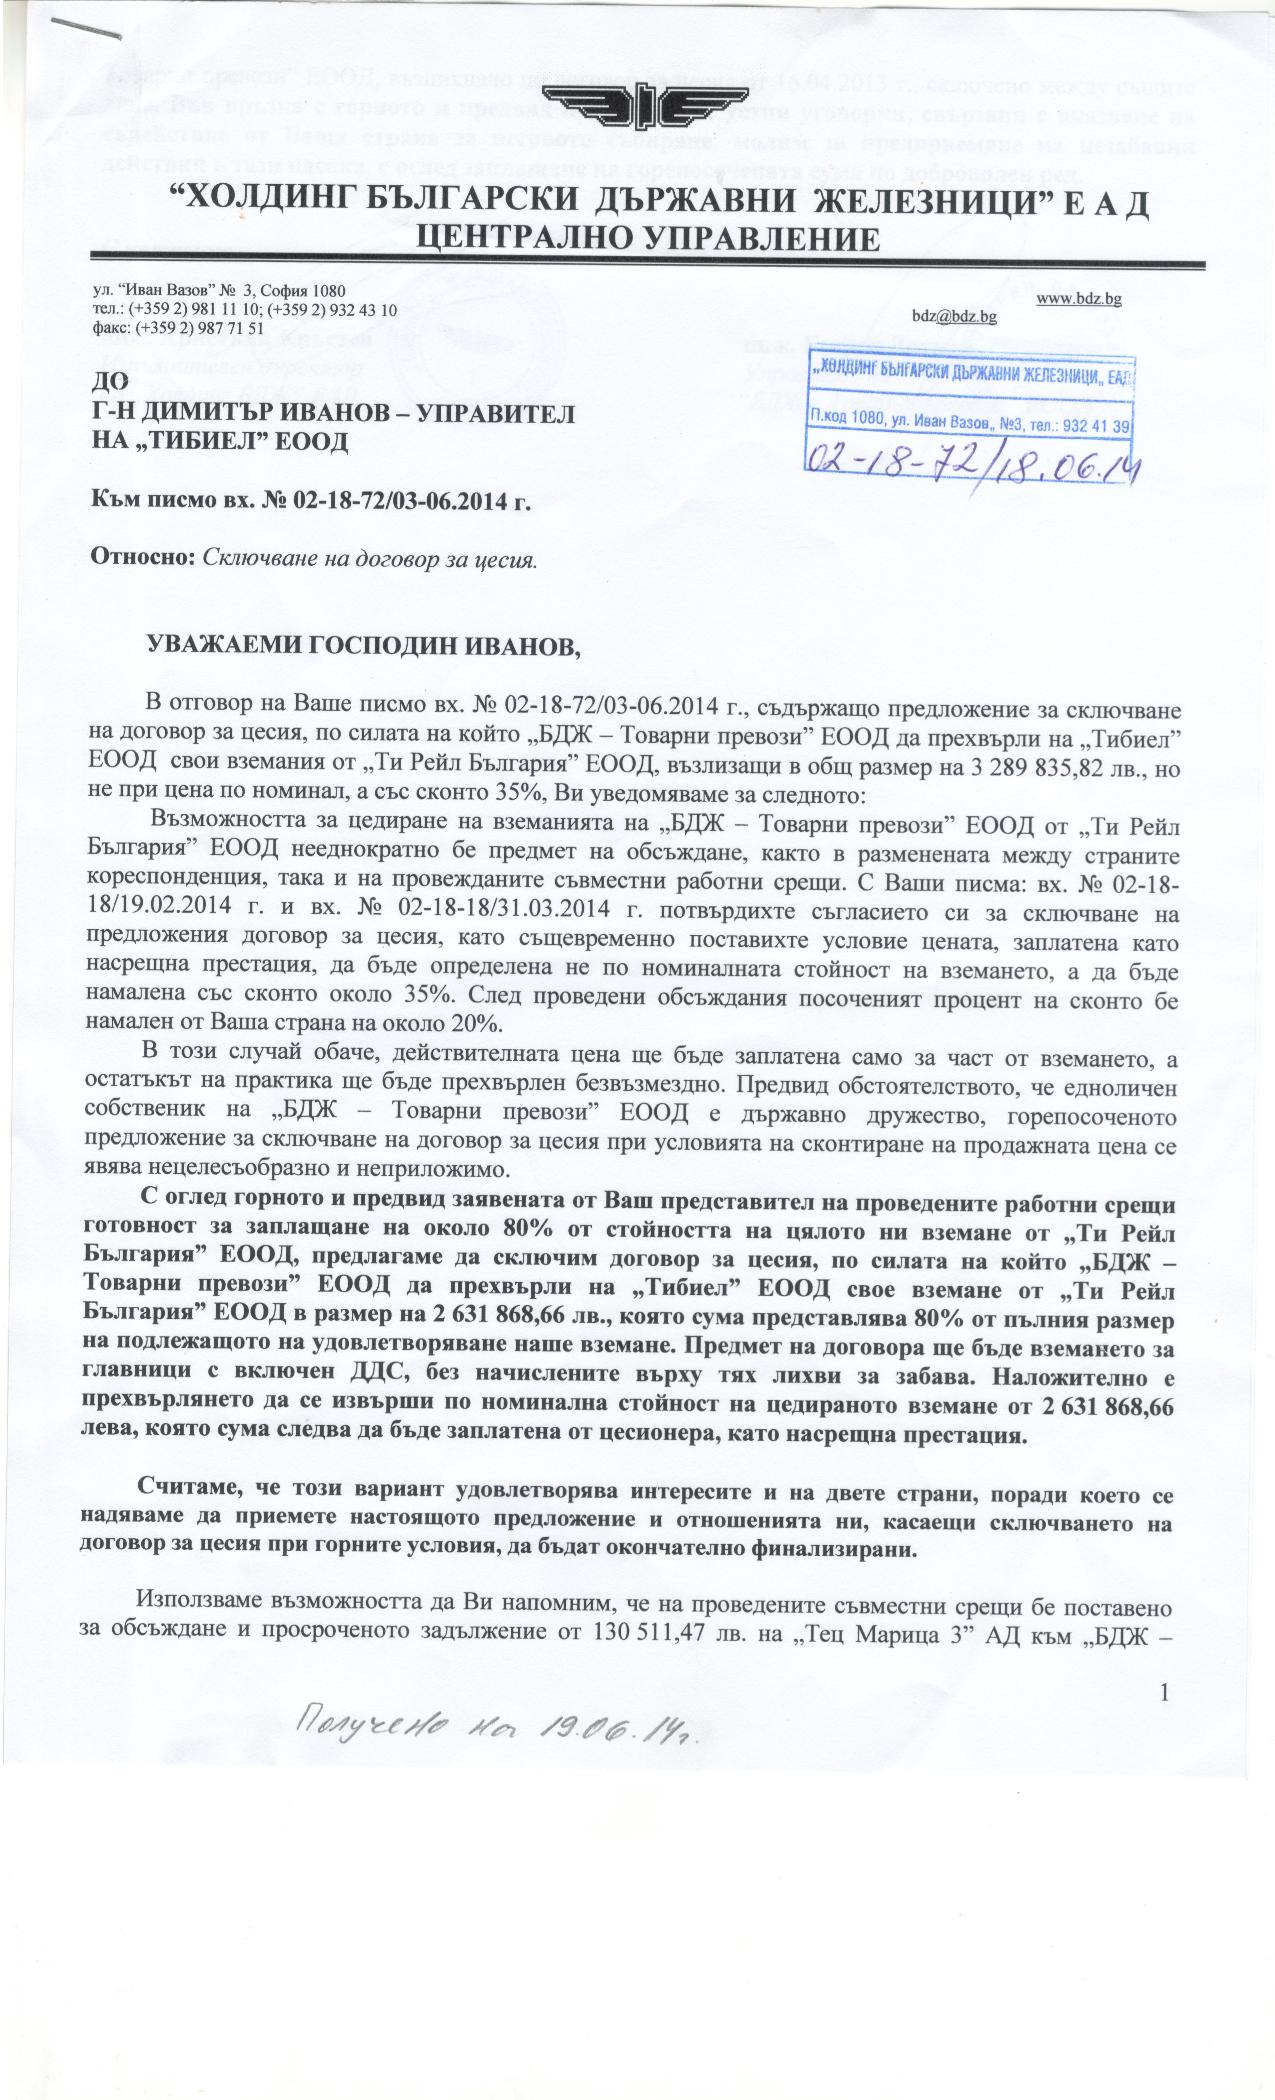 “ХОЛДИНГ БЪЛГАРСКИ ДЪРЖАВНИ ЖЕЛЕЗНИЦИ” Е А Д
ЦЕНТРАЛНО УПРАВЛЕНИЕ
ул. “Иван Вазов” № 3, София 1080
тел.: (+359 2) 981 11 10; (+359 2) 932 43 10
факс: (+359 2) 987 71 51
www.bdz.bg
bdz@bdz.bg
„ХОЛДИНГ БЪЛГАРСКИ ДЪРЖАВНИ ЖЕЛЕЗНИЦИ„ ЕАД
П.код 1080, ул. Иван Вазов„ №3, тел.: 932 41 39
02-18-72/18.06.14
ДО
Г-Н ДИМИТЪР ИВАНОВ – УПРАВИТЕЛ
НА „ТИБИЕЛ” ЕООД
Към писмо вх. № 02-18-72/03-06.2014 г.
Относно: Сключване на договор за цесия.
УВАЖАЕМИ ГОСПОДИН ИВАНОВ,
В отговор на Ваше писмо вх. № 02-18-72/03-06.2014 г., съдържащо предложение за сключване
на договор за цесия, по силата на който „БДЖ – Товарни превози” ЕООД да прехвърли на „Тибиел”
ЕООД свои вземания от „Ти Рейл България” ЕООД, възлизащи в общ размер на 3 289 835,82 лв., но
не при цена по номинал, а със сконто 35%, Ви уведомяваме за следното:
Възможността за цедиране на вземанията на „БДЖ – Товарни превози” ЕООД от „Ти Рейл
България” ЕООД нееднократно бе предмет на обсъждане, както в разменената между страните
кореспонденция, така и на провежданите съвместни работни срещи. С Ваши писма: вх. № 02-18-
18/19.02.2014 г. и вх. № 02-18-18/31.03.2014 г. потвърдихте съгласието си за сключване на
предложения договор за цесия, като същевременно поставихте условие цената, заплатена като
насрещна престация, да бъде определена не по номиналната стойност на вземането, а да бъде
намалена със сконто около 35%. След проведени обсъждания посоченият процент на сконто бе
намален от Ваша страна на около 20%.
В този случай обаче, действителната цена ще бъде заплатена само за част от вземането, а
остатъкът на практика ще бъде прехвърлен безвъзмездно. Предвид обстоятелството, че едноличен
собственик на „БДЖ – Товарни превози” ЕООД е държавно дружество, горепосоченото
предложение за сключване на договор за цесия при условията на сконтиране на продажната цена се
явява нецелесъобразно и неприложимо.
С оглед горното и предвид заявената от Ваш представител на проведените работни срещи
готовност за заплащане на около 80% от стойността на цялото ни вземане от „Ти Рейл
България” ЕООД, предлагаме да сключим договор за цесия, по силата на който „БДЖ –
Товарни превози” ЕООД да прехвърли на „Тибиел” ЕООД свое вземане от „Ти Рейл
България” ЕООД в размер на 2 631 868,66 лв., която сума представлява 80% от пълния размер
на подлежащото на удовлетворяване наше вземане. Предмет на договора ще бъде вземането за
главници с включен ДДС, без начислените върху тях лихви за забава. Наложително е
прехвърлянето да се извърши по номинална стойност на цедираното вземане от 2 631 868,66
лева, която сума следва да бъде заплатена от цесионера, като насрещна престация.
Считаме, че този вариант удовлетворява интересите и на двете страни, поради което се
надяваме да приемете настоящото предложение и отношенията ни, касаещи сключването на
договор за цесия при горните условия, да бъдат окончателно финализирани.
Използваме възможността да Ви напомним, че на проведените съвместни срещи бе поставено
за обсъждане и просроченото задължение от 130 511,47 лв. на „Тец Марица 3” АД към „БДЖ –
1
Получено на 19.06.14г.